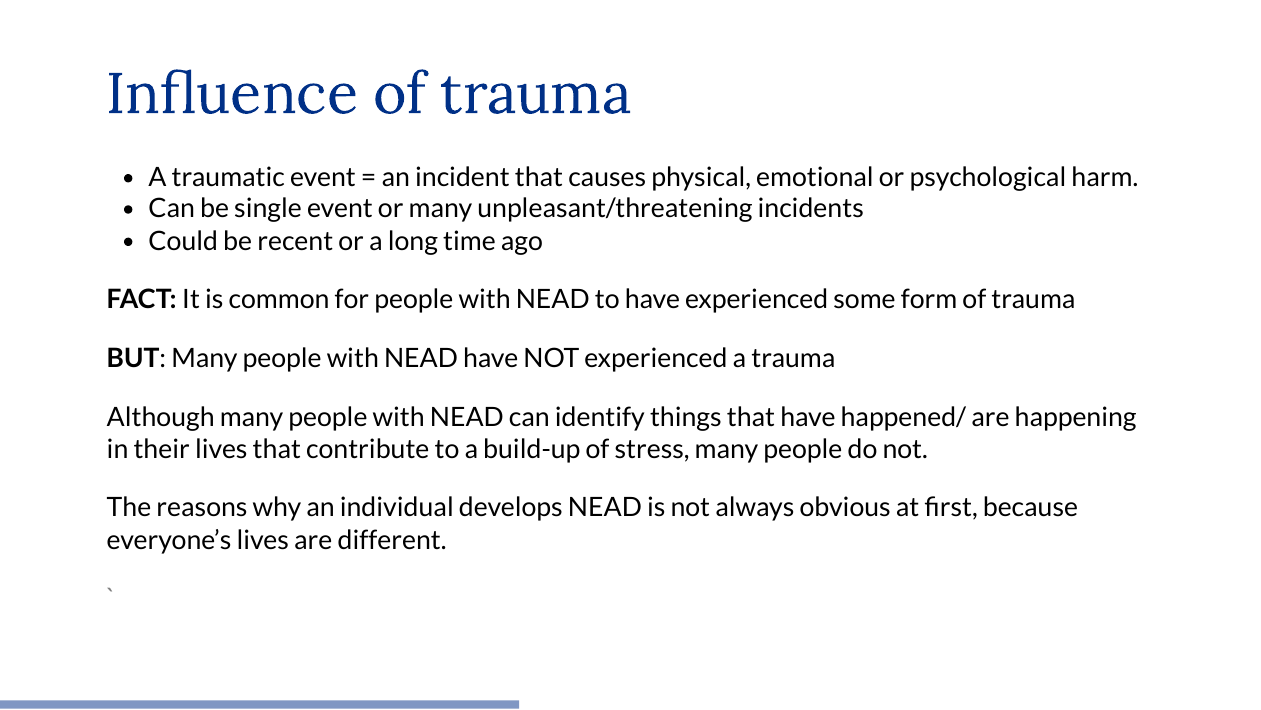 Influence of trauma
• A traumatic event = an incident that causes physical, emotional or psychological harm.
• Can be single event or many unpleasant/threatening incidents
• Could be recent or a long time ago
FACT: It is common for people with NEAD to have experienced some form of trauma
BUT: Many people with NEAD have NOT experienced a trauma
Although many people with NEAD can identify things that have happened/ are happening
in their lives that contribute to a build-up of stress, many people do not.
The reasons why an individual develops NEAD is not always obvious at first, because
everyone’s lives are different.
`